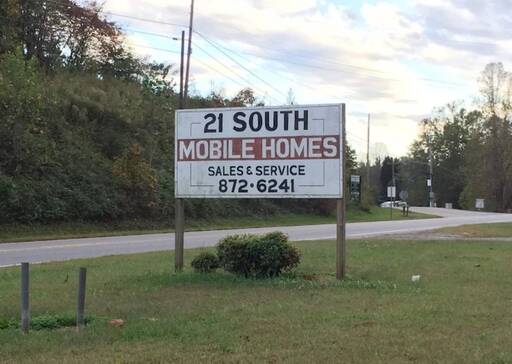 21 SOUTH
MOBILE HOMES
SALES & SERVICE
872•6241